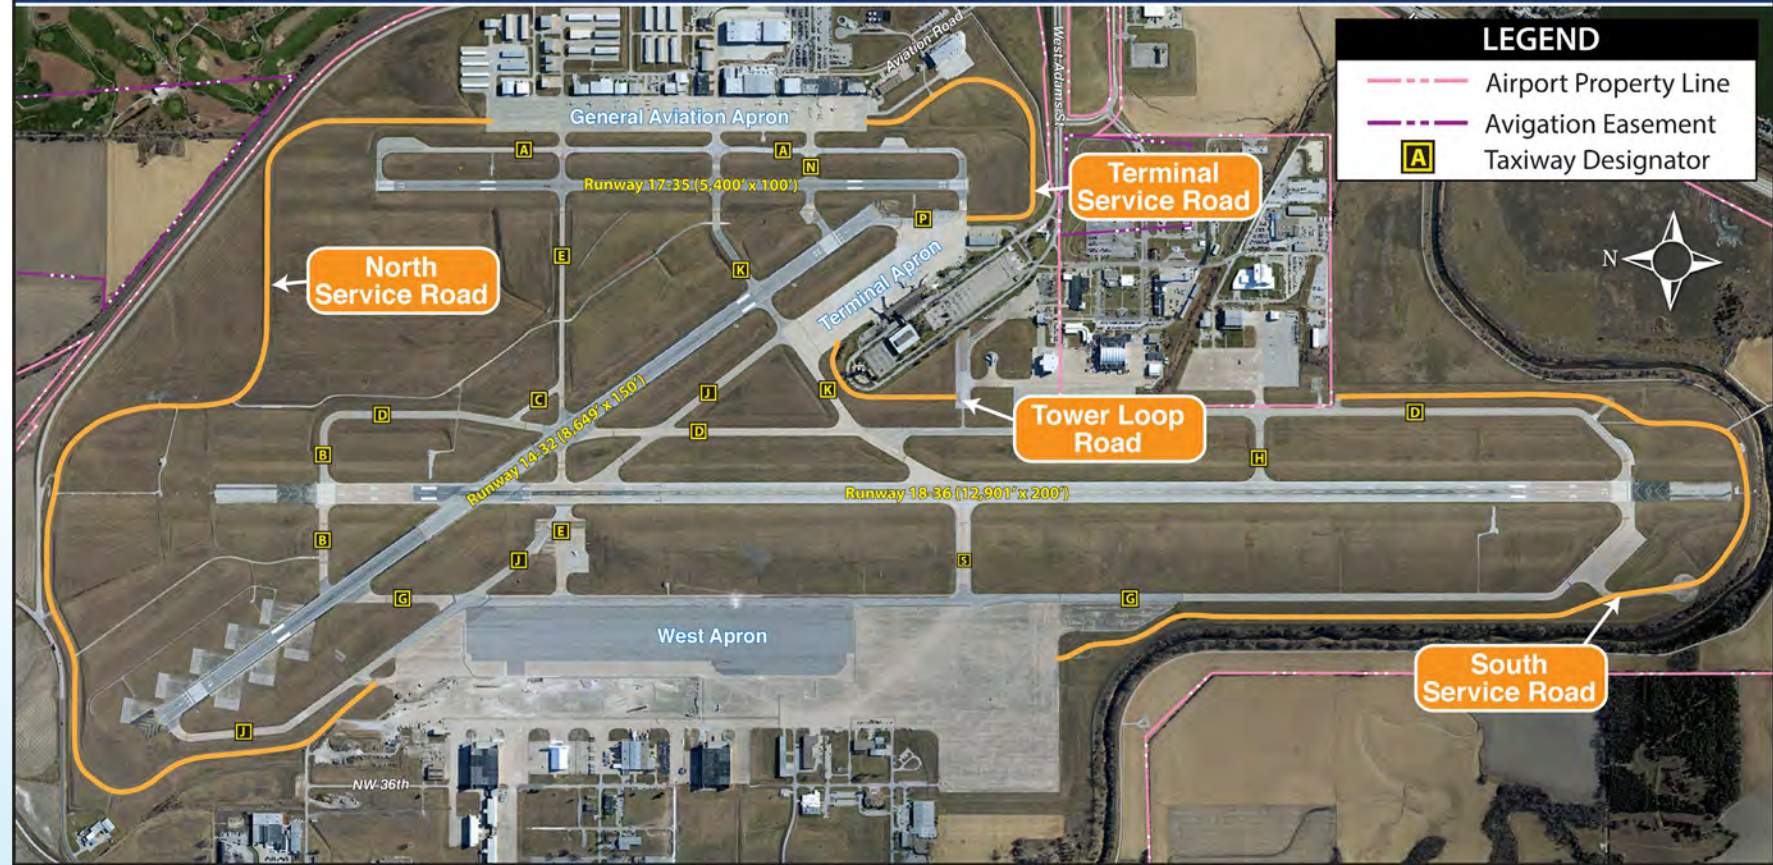 LEGEND
Airport Property Line
Avigation Easement
A
Taxiway Designator
Aviation Road
West Adams St
General Aviation Apron
A
A
N
Runway 17-35 (5,400' x 100')
Terminal
Service Road
P
E
K
Terminal Apron
N
North
Service Road
J
K
C
D
D
D
Tower Loop
Road
Runway 14-32 (8,649' x 150')
B
H
Runway 18-36 (12,901' x 200')
E
B
J
S
G
G
West Apron
South
Service Road
J
NW 36th